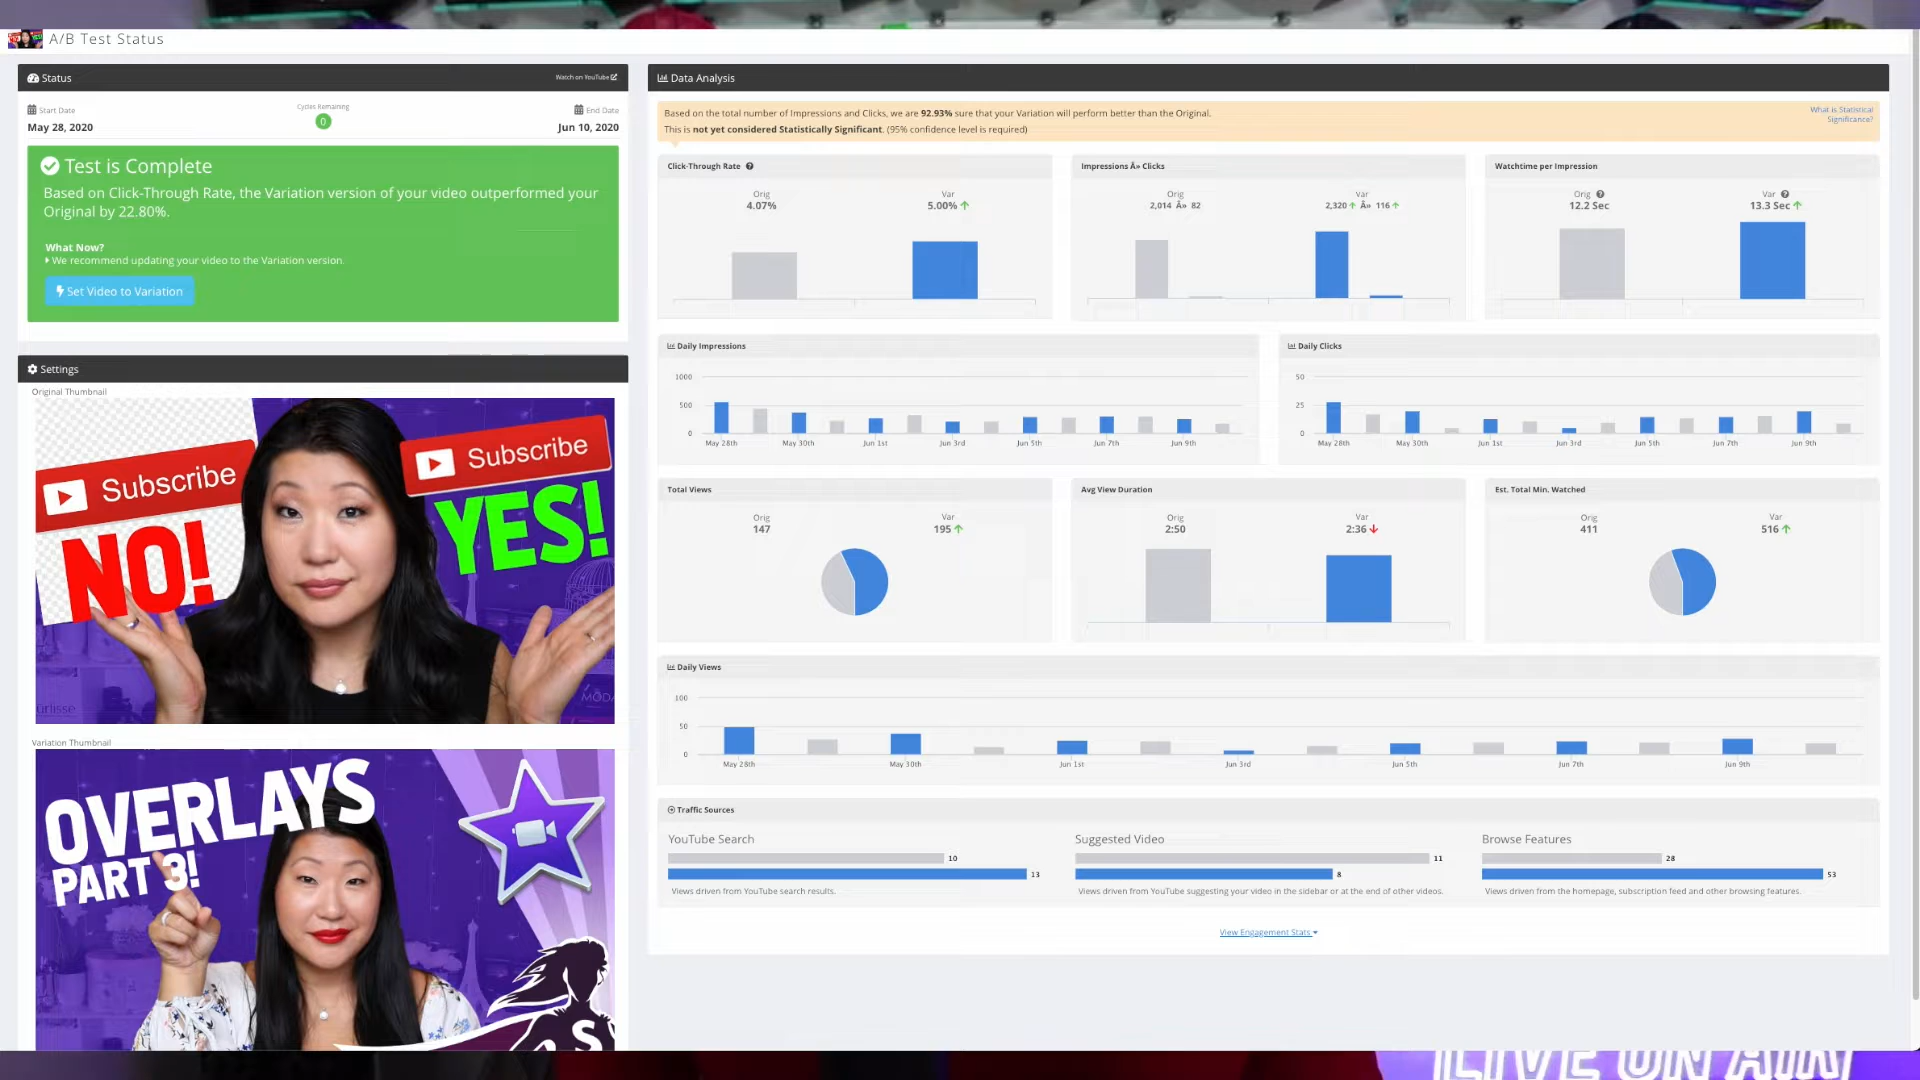 A/B Test Status
Status
Watch on YouTube
Start Date
May 28, 2020
Cycles Remaining
0
End Date
Jun 10, 2020
Test is Complete
Based on Click-Through Rate, the Variation version of your video outperformed your
Original by 22.80%.
What Now?
We recommend updating your video to the Variation version.
Set Video to Variation
Settings
Original Thumbnail
Subscribe
NO!
Subscribe
YES!
Variation Thumbnail
OVERLAYS
PART 3!
S
Data Analysis
Based on the total number of Impressions and Clicks, we are 92.93% sure that your Variation will perform better than the Original.
This is not yet considered Statistically Significant. (95% confidence level is required)
What is Statistical
Significance?
Click-Through Rate
Orig
4.07%
Var
5.00%
Impressions Â» Clicks
Orig
2,014 Â» 82
Var
2,320 Â» 116
Watchtime per Impression
Orig
12.2 Sec
Var
13.3 Sec
Daily Impressions
1000
500
0
May 28th May 30th Jun 1st Jun 3rd Jun 5th Jun 7th Jun 9th
Daily Clicks
50
25
0
May 28th May 30th Jun 1st Jun 3rd Jun 5th Jun 7th Jun 9th
Total Views
Orig
147
Var
195
Avg View Duration
Orig
2:50
Var
2:36
Est. Total Min. Watched
Orig
411
Var
516
Daily Views
100
50
0
May 28th May 30th Jun 1st Jun 3rd Jun 5th Jun 7th Jun 9th
Traffic Sources
YouTube Search
10
13
Views driven from YouTube search results.
Suggested Video
11
8
Views driven from YouTube suggesting your video in the sidebar or at the end of other videos.
Browse Features
28
53
Views driven from the homepage, subscription feed and other browsing features.
View Engagement Stats
LIVE ON AIR